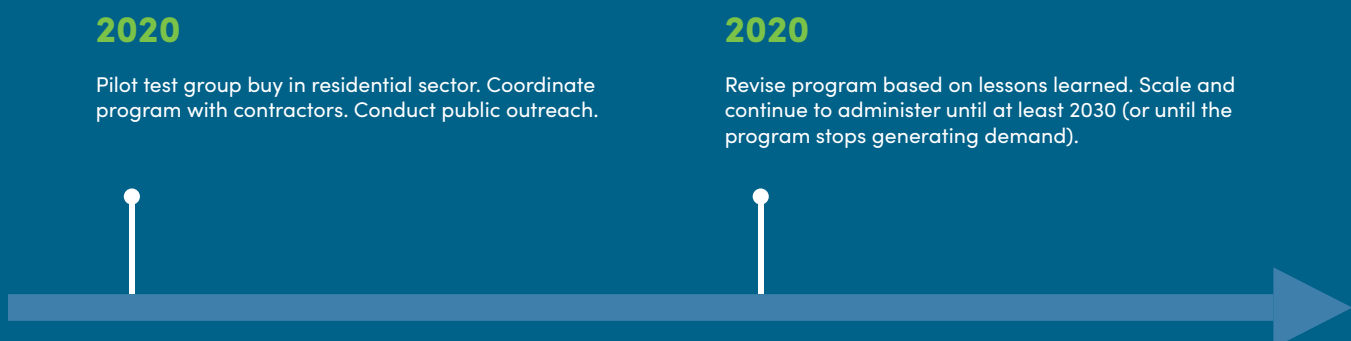 2020
Pilot test group buy in residential sector. Coordinate
program with contractors. Conduct public outreach.
2020
Revise program based on lessons learned. Scale and
continue to administer until at least 2030 (or until the
program stops generating demand).